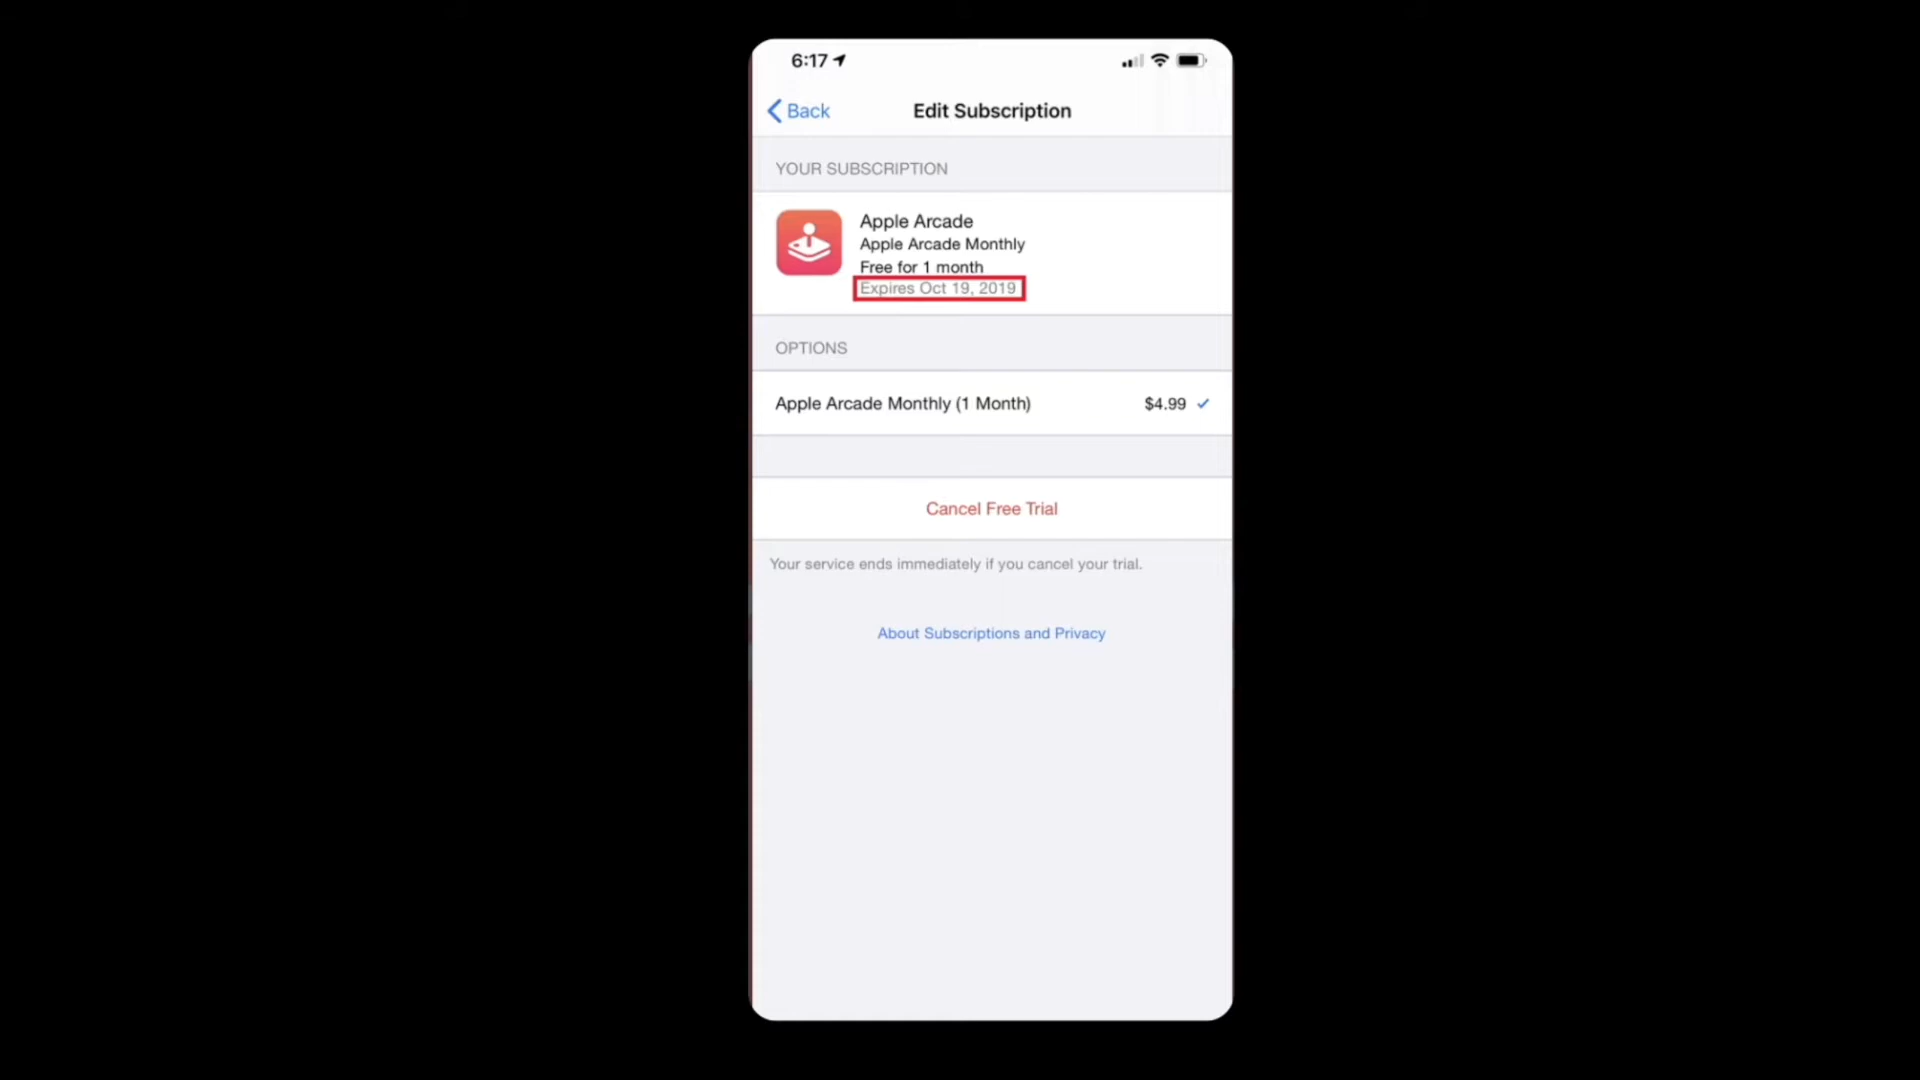 6:17
Back
Edit Subscription
YOUR SUBSCRIPTION
Apple Arcade
Apple Arcade Monthly
Free for 1 month
Expires Oct 19, 2019
OPTIONS
Apple Arcade Monthly (1 Month) $4.99
Cancel Free Trial
Your service ends immediately if you cancel your trial.
About Subscriptions and Privacy